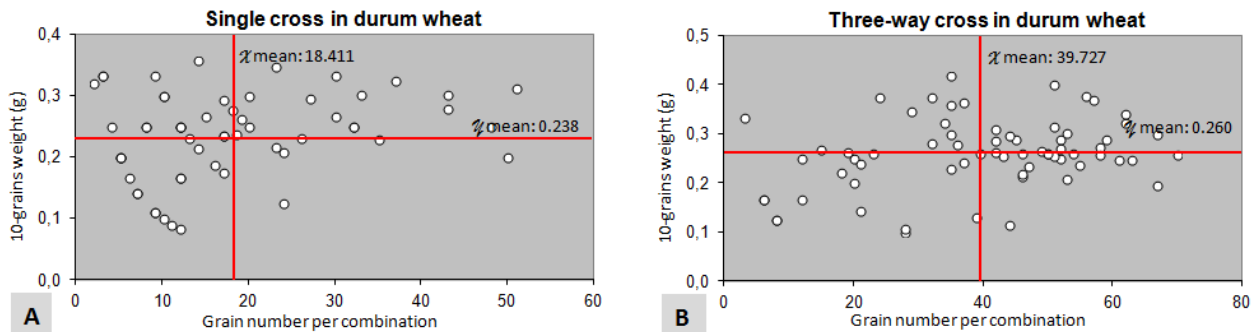 Single cross in durum wheat
0,4
0,3
0,2
0,1
0,0
10-grains weight (g)
𝒳 mean: 18.411
𝒴 mean: 0.238
0 10 20 30 40 50 60
Grain number per combination
A
Three-way cross in durum wheat
0,5
0,4
0,3
0,2
0,1
0,0
10-grains weight (g)
𝒳 mean: 39.727
𝒴 mean: 0.260
0 20 40 60 80
Grain number per combination
B